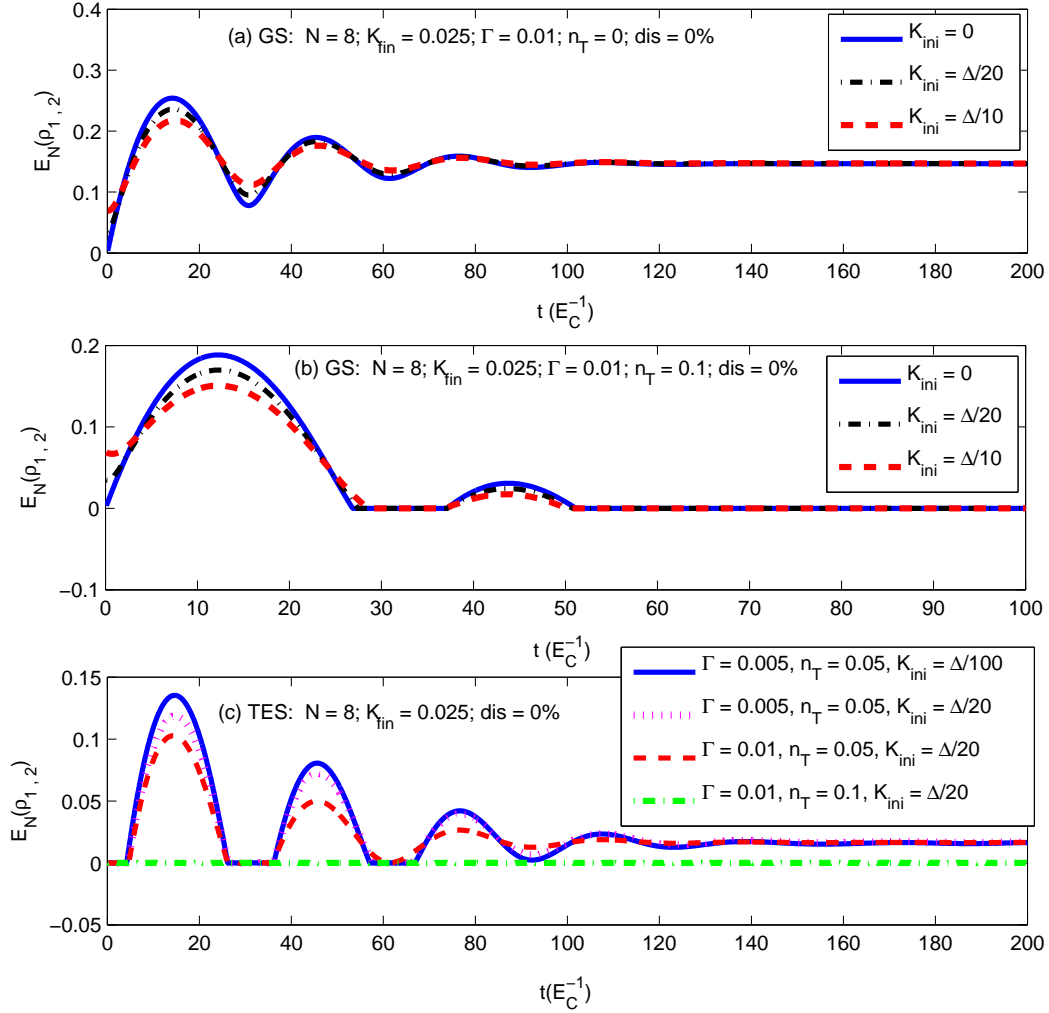 (a) GS: N = 8; K_fin = 0.025; Γ = 0.01; n_T = 0; dis = 0%
K_ini = 0
K_ini = Δ/20
K_ini = Δ/10
E_N(ρ_1 , 2)
0.4
0.3
0.2
0.1
0
0 20 40 60 80 100 120 140 160 180 200
t (E_C^-1)
(b) GS: N = 8; K_fin = 0.025; Γ = 0.01; n_T = 0.1; dis = 0%
K_ini = 0
K_ini = Δ/20
K_ini = Δ/10
E_N(ρ_1 , 2)
0.2
0.1
0
−0.1
0 10 20 30 40 50 60 70 80 90 100
t (E_C^-1)
(c) TES: N = 8; K_fin = 0.025; dis = 0%
Γ = 0.005, n_T = 0.05, K_ini = Δ/100
Γ = 0.005, n_T = 0.05, K_ini = Δ/20
Γ = 0.01, n_T = 0.05, K_ini = Δ/20
Γ = 0.01, n_T = 0.1, K_ini = Δ/20
E_N(ρ_1 , 2)
0.15
0.1
0.05
0
−0.05
0 20 40 60 80 100 120 140 160 180 200
t(E_C^-1)